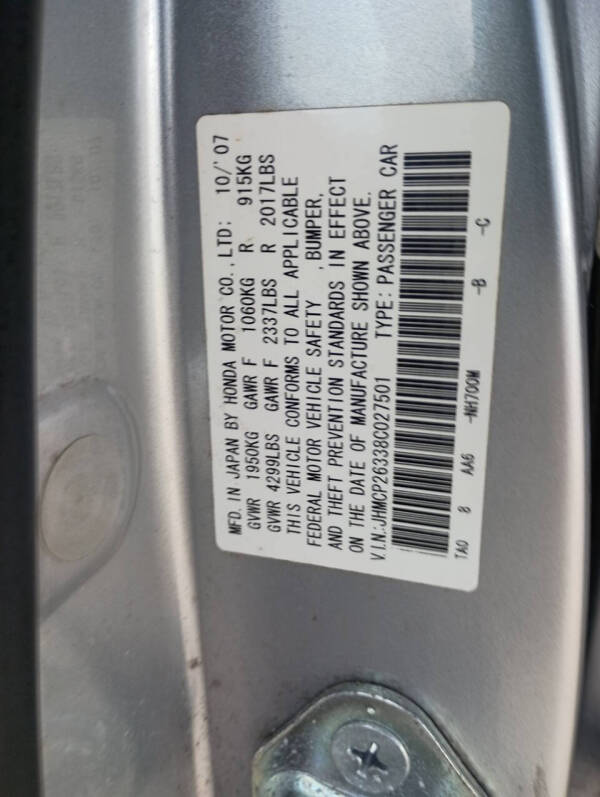 MFD. IN JAPAN BY HONDA MOTOR CO., LTD: 10/'07
GVWR 1950KG GAWR F 1060KG R 915KG
GVWR 4299LBS GAWR F 2337LBS R 2017LBS
THIS VEHICLE CONFORMS TO ALL APPLICABLE
FEDERAL MOTOR VEHICLE SAFETY , BUMPER,
AND THEFT PREVENTION STANDARDS IN EFFECT
ON THE DATE OF MANUFACTURE SHOWN ABOVE.
V.I.N.:JHMCP26338C027501 TYPE: PASSENGER CAR
TA0 8 AA6 -NH700M -B -C